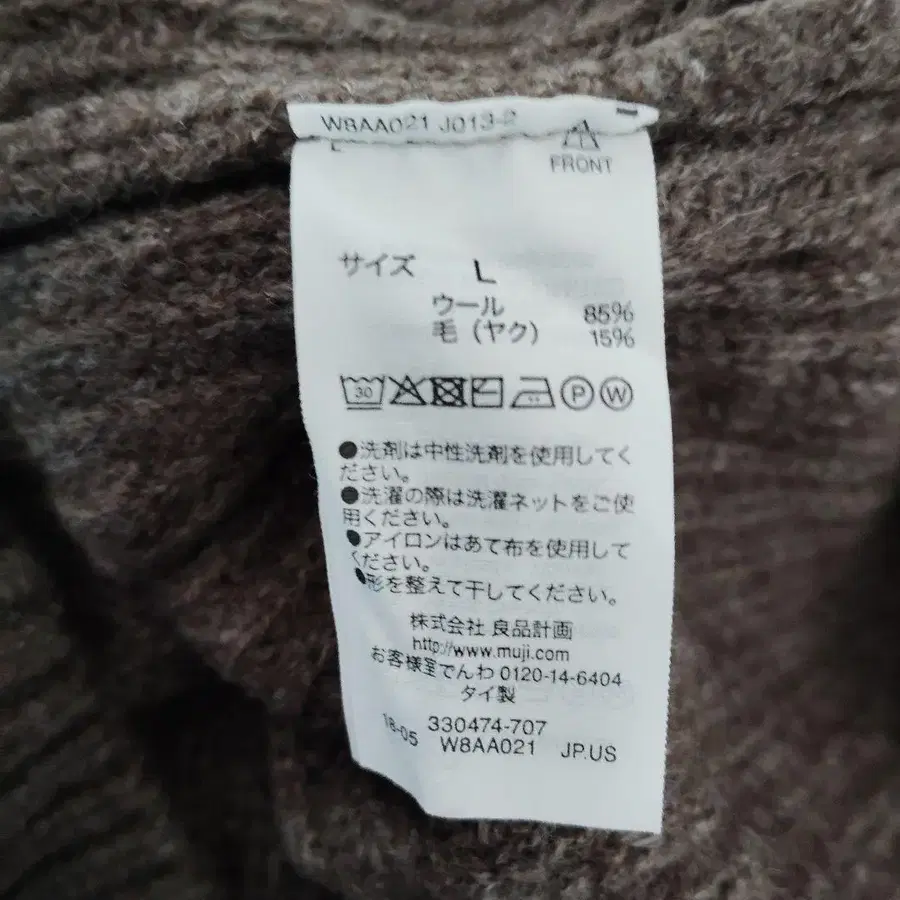 W8AA021 J013-2
L
FRONT
サイズ L
ウール 85%
毛（ヤク） 15%
30
P W
●洗剤は中性洗剤を使用してく
ださい。
●洗濯の際は洗濯ネットをご使
用ください。
●アイロンはあて布を使用して
ください。
●形を整えて干してください。
株式会社 良品計画
http://www.muji.com
お客様室でんわ 0120-14-6404
タイ製
18-05 330474-707
W8AA021 JP.US